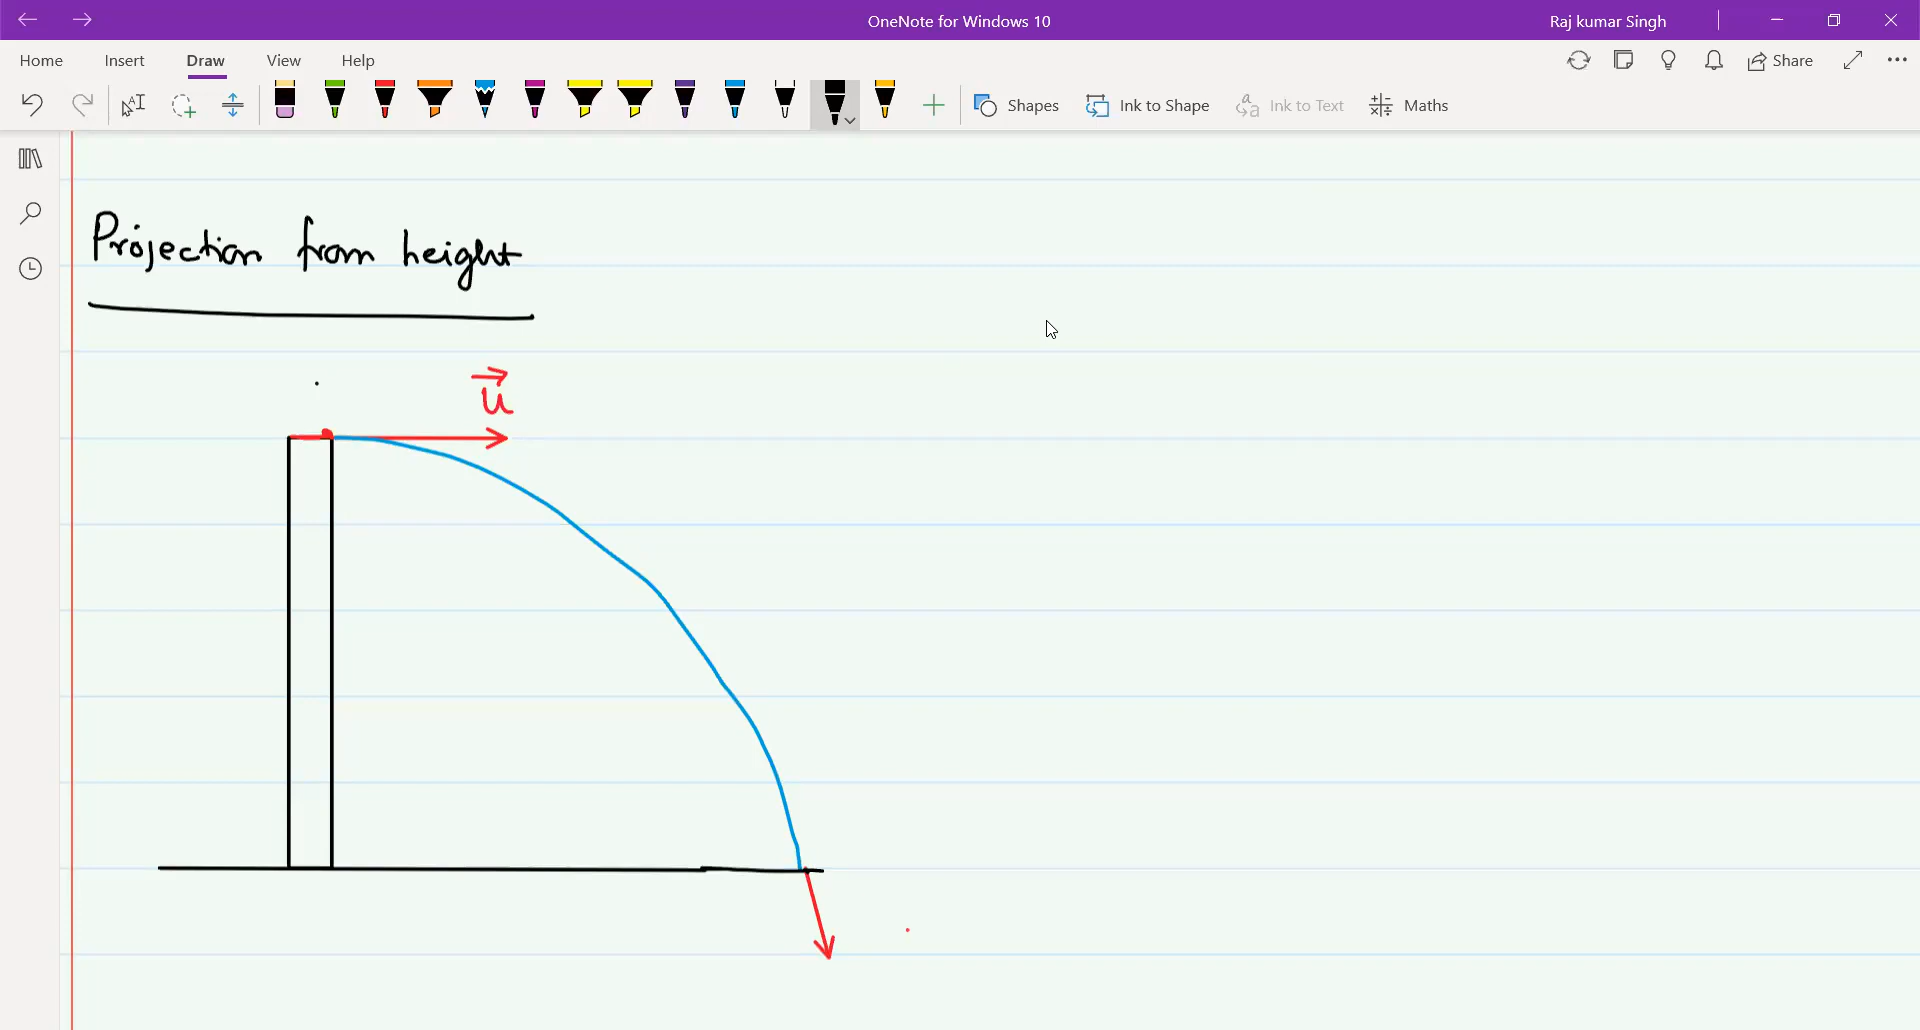 OneNote for Windows 10
Raj kumar Singh
Home Insert Draw View Help
Share
Shapes Ink to Shape Ink to Text Maths
Projection from height
u